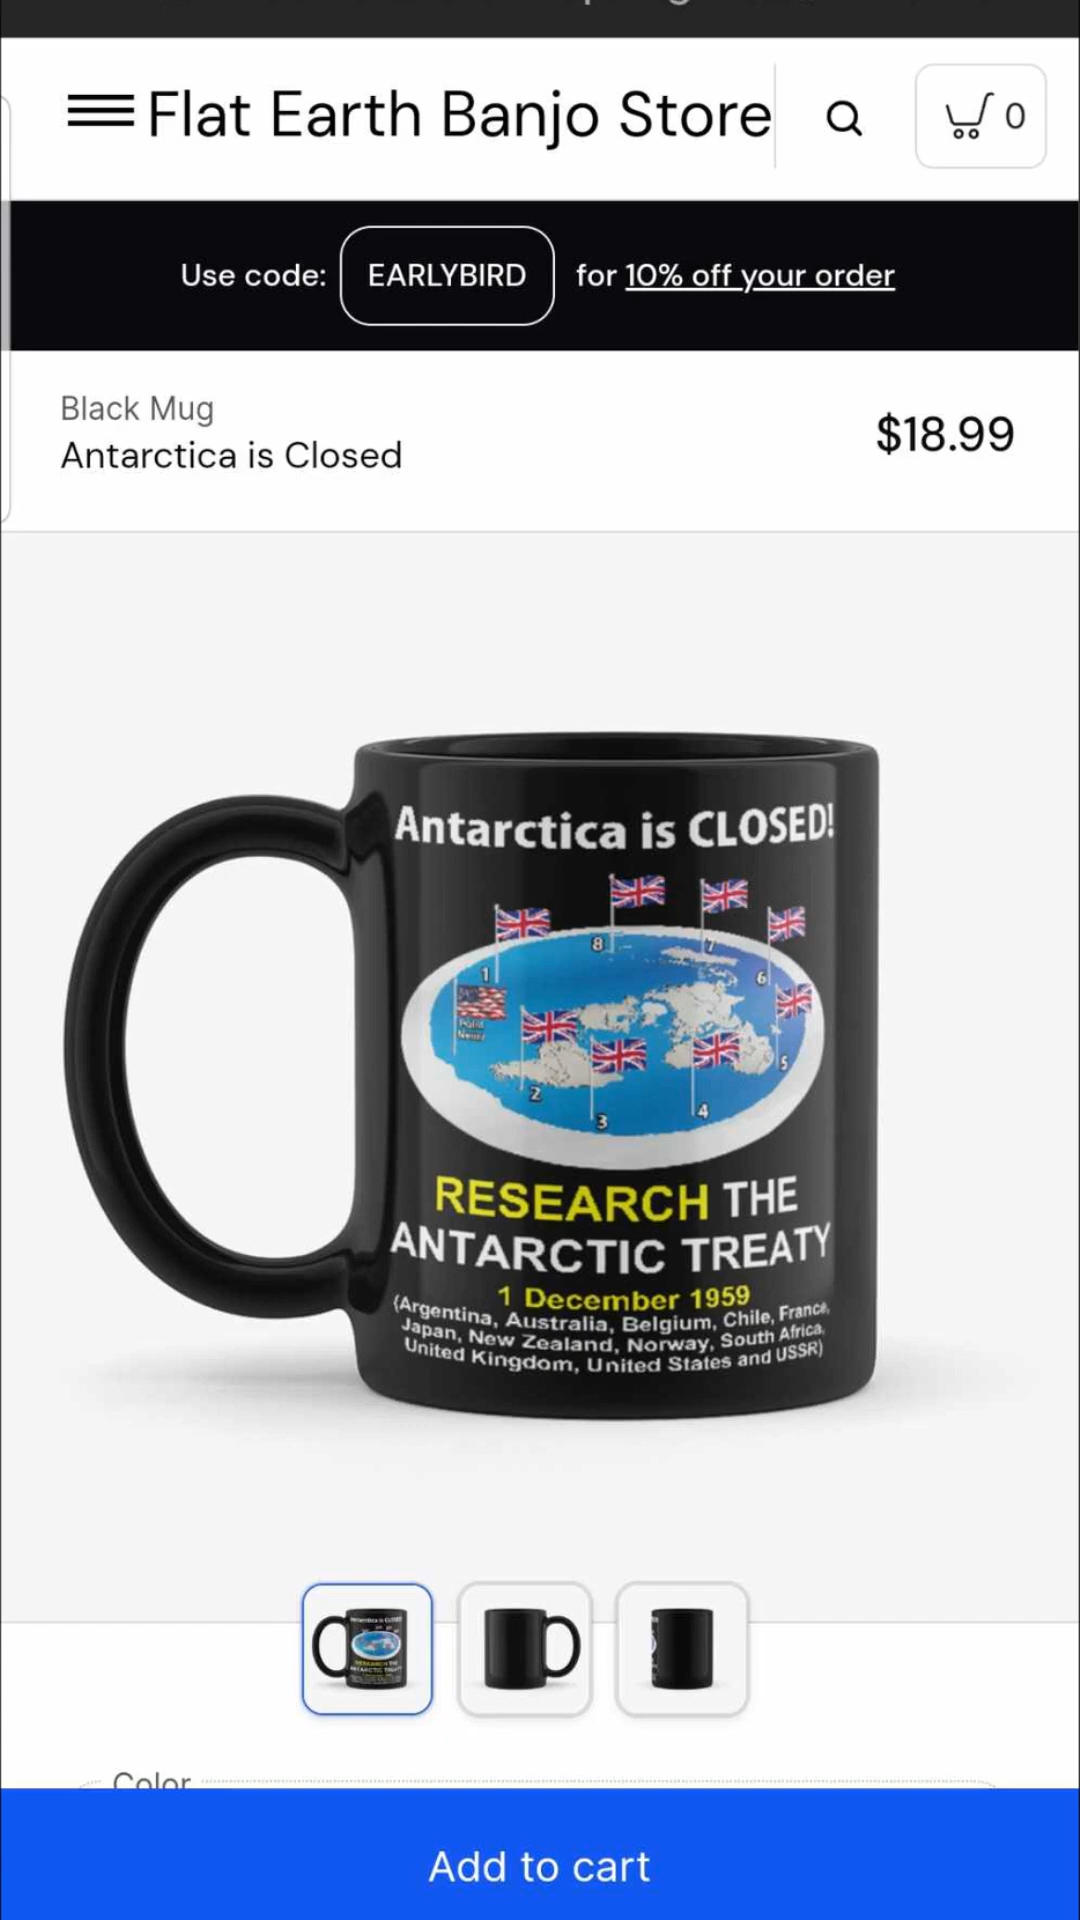 Flat Earth Banjo Store
0
Use code: EARLYBIRD for 10% off your order
Black Mug
Antarctica is Closed
$18.99
Antarctica is CLOSED!
8
7
1
6
5
2
4
3
RESEARCH THE
ANTARCTIC TREATY
1 December 1959
(Argentina, Australia, Belgium, Chile, France,
Japan, New Zealand, Norway, South Africa,
United Kingdom, United States and USSR)
Color
Add to cart